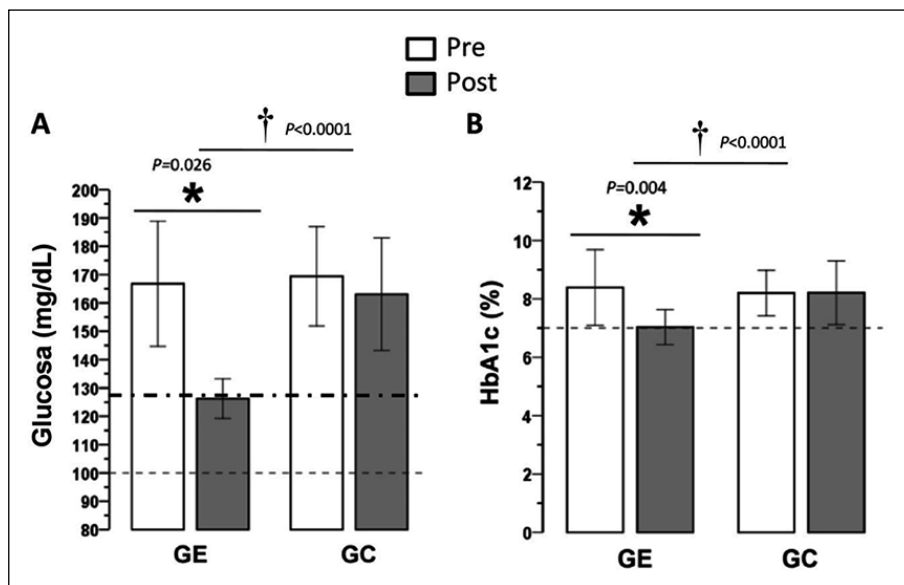 Pre
Post
A
† P<0.0001
P=0.026
*
Glucosa (mg/dL)
200
190
180
170
160
150
140
130
120
110
100
90
80
GE GC
B
† P<0.0001
P=0.004
*
HbA1c (%)
12
10
8
6
4
2
0
GE GC